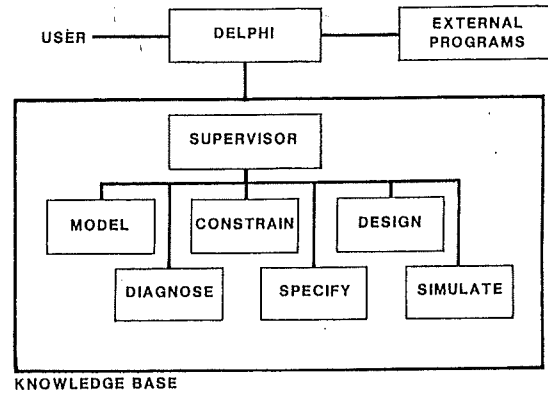 USER
DELPHI
EXTERNAL
PROGRAMS
SUPERVISOR
MODEL
CONSTRAIN
DESIGN
DIAGNOSE
SPECIFY
SIMULATE
KNOWLEDGE BASE